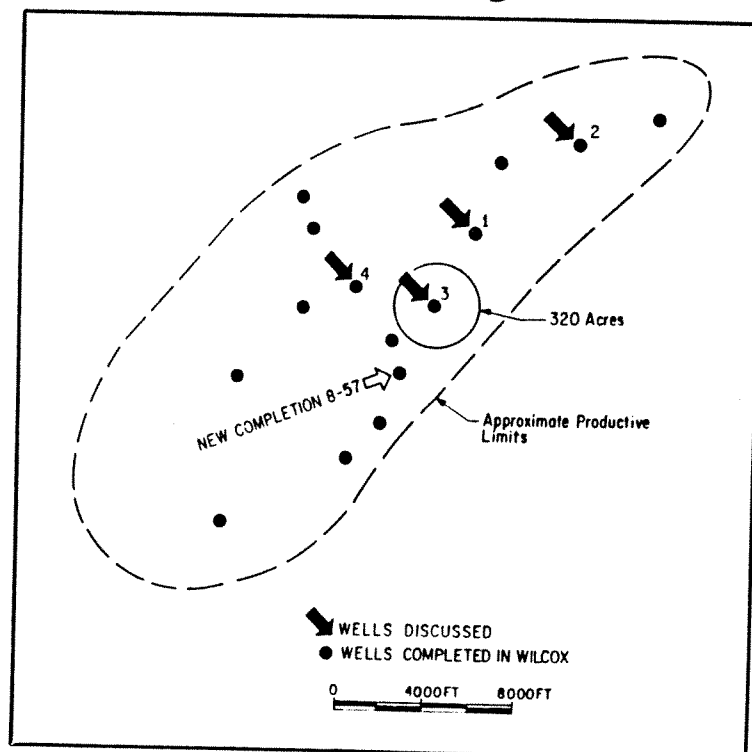 2
1
4
3
320 Acres
NEW COMPLETION 8-57
Approximate Productive
Limits
WELLS DISCUSSED
WELLS COMPLETED IN WILCOX
0 4000FT 8000FT